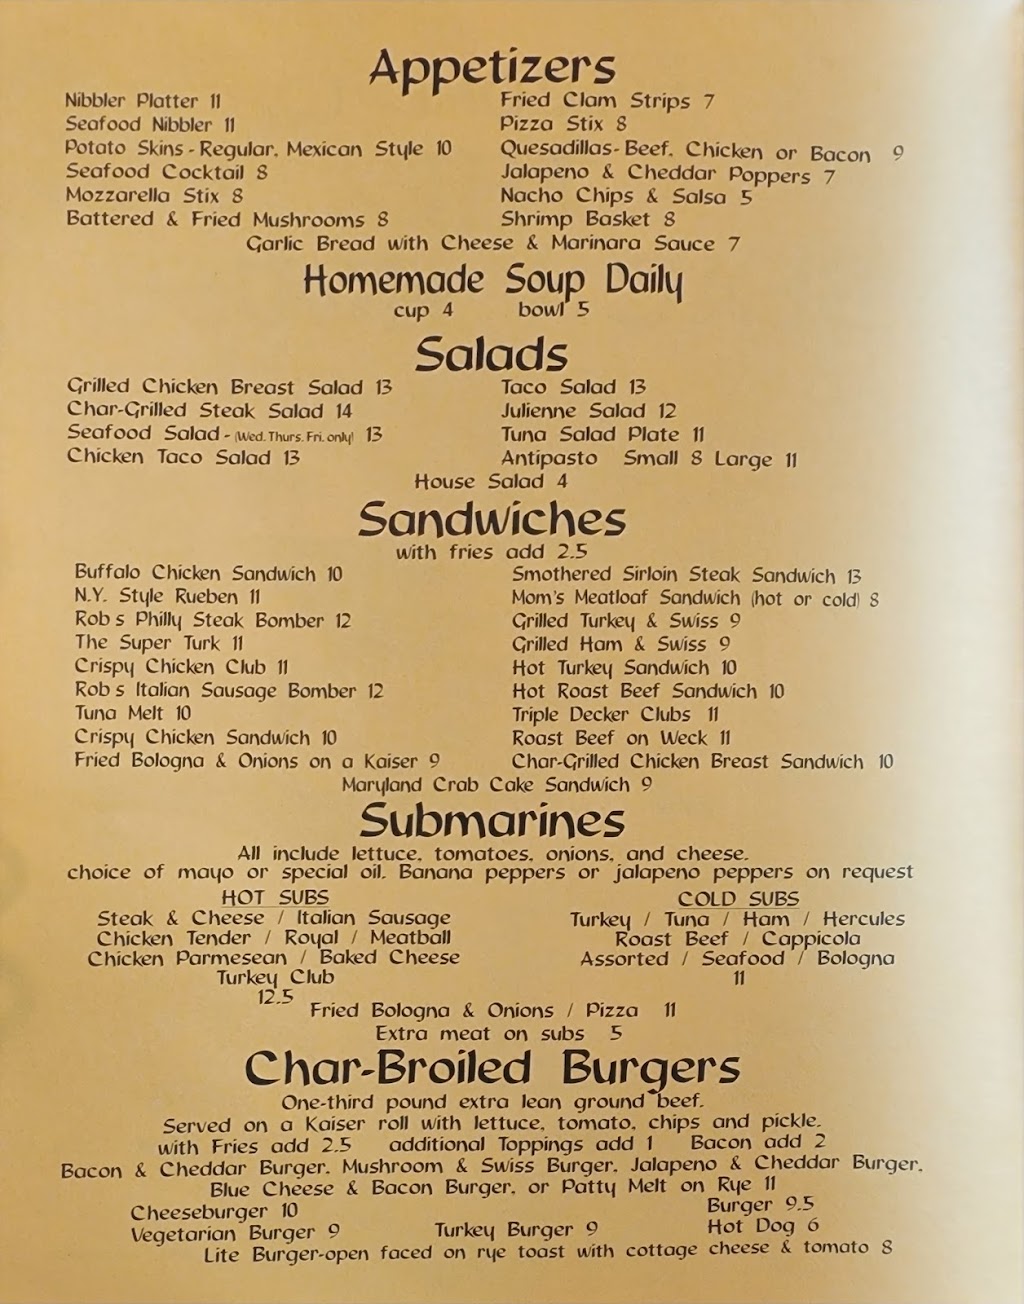 Appetizers
Nibbler Platter 11
Seafood Nibbler 11
Potato Skins - Regular, Mexican Style 10
Seafood Cocktail 8
Mozzarella Stix 8
Battered & Fried Mushrooms 8
Fried Clam Strips 7
Pizza Stix 8
Quesadillas - Beef, Chicken or Bacon 9
Jalapeno & Cheddar Poppers 7
Nacho Chips & Salsa 5
Shrimp Basket 8
Garlic Bread with Cheese & Marinara Sauce 7
Homemade Soup Daily
cup 4 bowl 5
Salads
Grilled Chicken Breast Salad 13
Char-Grilled Steak Salad 14
Seafood Salad - (Wed. Thurs. Fri. only) 13
Chicken Taco Salad 13
Taco Salad 13
Julienne Salad 12
Tuna Salad Plate 11
Antipasto Small 8 Large 11
House Salad 4
Sandwiches
with fries add 2.5
Buffalo Chicken Sandwich 10
N.Y. Style Rueben 11
Rob's Philly Steak Bomber 12
The Super Turk 11
Crispy Chicken Club 11
Rob's Italian Sausage Bomber 12
Tuna Melt 10
Crispy Chicken Sandwich 10
Fried Bologna & Onions on a Kaiser 9
Smothered Sirloin Steak Sandwich 13
Mom's Meatloaf Sandwich (hot or cold) 8
Grilled Turkey & Swiss 9
Grilled Ham & Swiss 9
Hot Turkey Sandwich 10
Hot Roast Beef Sandwich 10
Triple Decker Clubs 11
Roast Beef on Weck 11
Char-Grilled Chicken Breast Sandwich 10
Maryland Crab Cake Sandwich 9
Submarines
All include lettuce, tomatoes, onions, and cheese.
choice of mayo or special oil. Banana peppers or jalapeno peppers on request
HOT SUBS
Steak & Cheese / Italian Sausage
Chicken Tender / Royal / Meatball
Chicken Parmesean / Baked Cheese
Turkey Club
12.5
COLD SUBS
Turkey / Tuna / Ham / Hercules
Roast Beef / Cappicola
Assorted / Seafood / Bologna
11
Fried Bologna & Onions / Pizza 11
Extra meat on subs 5
Char-Broiled Burgers
One-third pound extra lean ground beef.
Served on a Kaiser roll with lettuce, tomato, chips and pickle.
with Fries add 2.5 additional Toppings add 1 Bacon add 2
Bacon & Cheddar Burger, Mushroom & Swiss Burger, Jalapeno & Cheddar Burger,
Blue Cheese & Bacon Burger, or Patty Melt on Rye 11
Cheeseburger 10 Burger 9.5
Vegetarian Burger 9 Turkey Burger 9 Hot Dog 6
Lite Burger-open faced on rye toast with cottage cheese & tomato 8